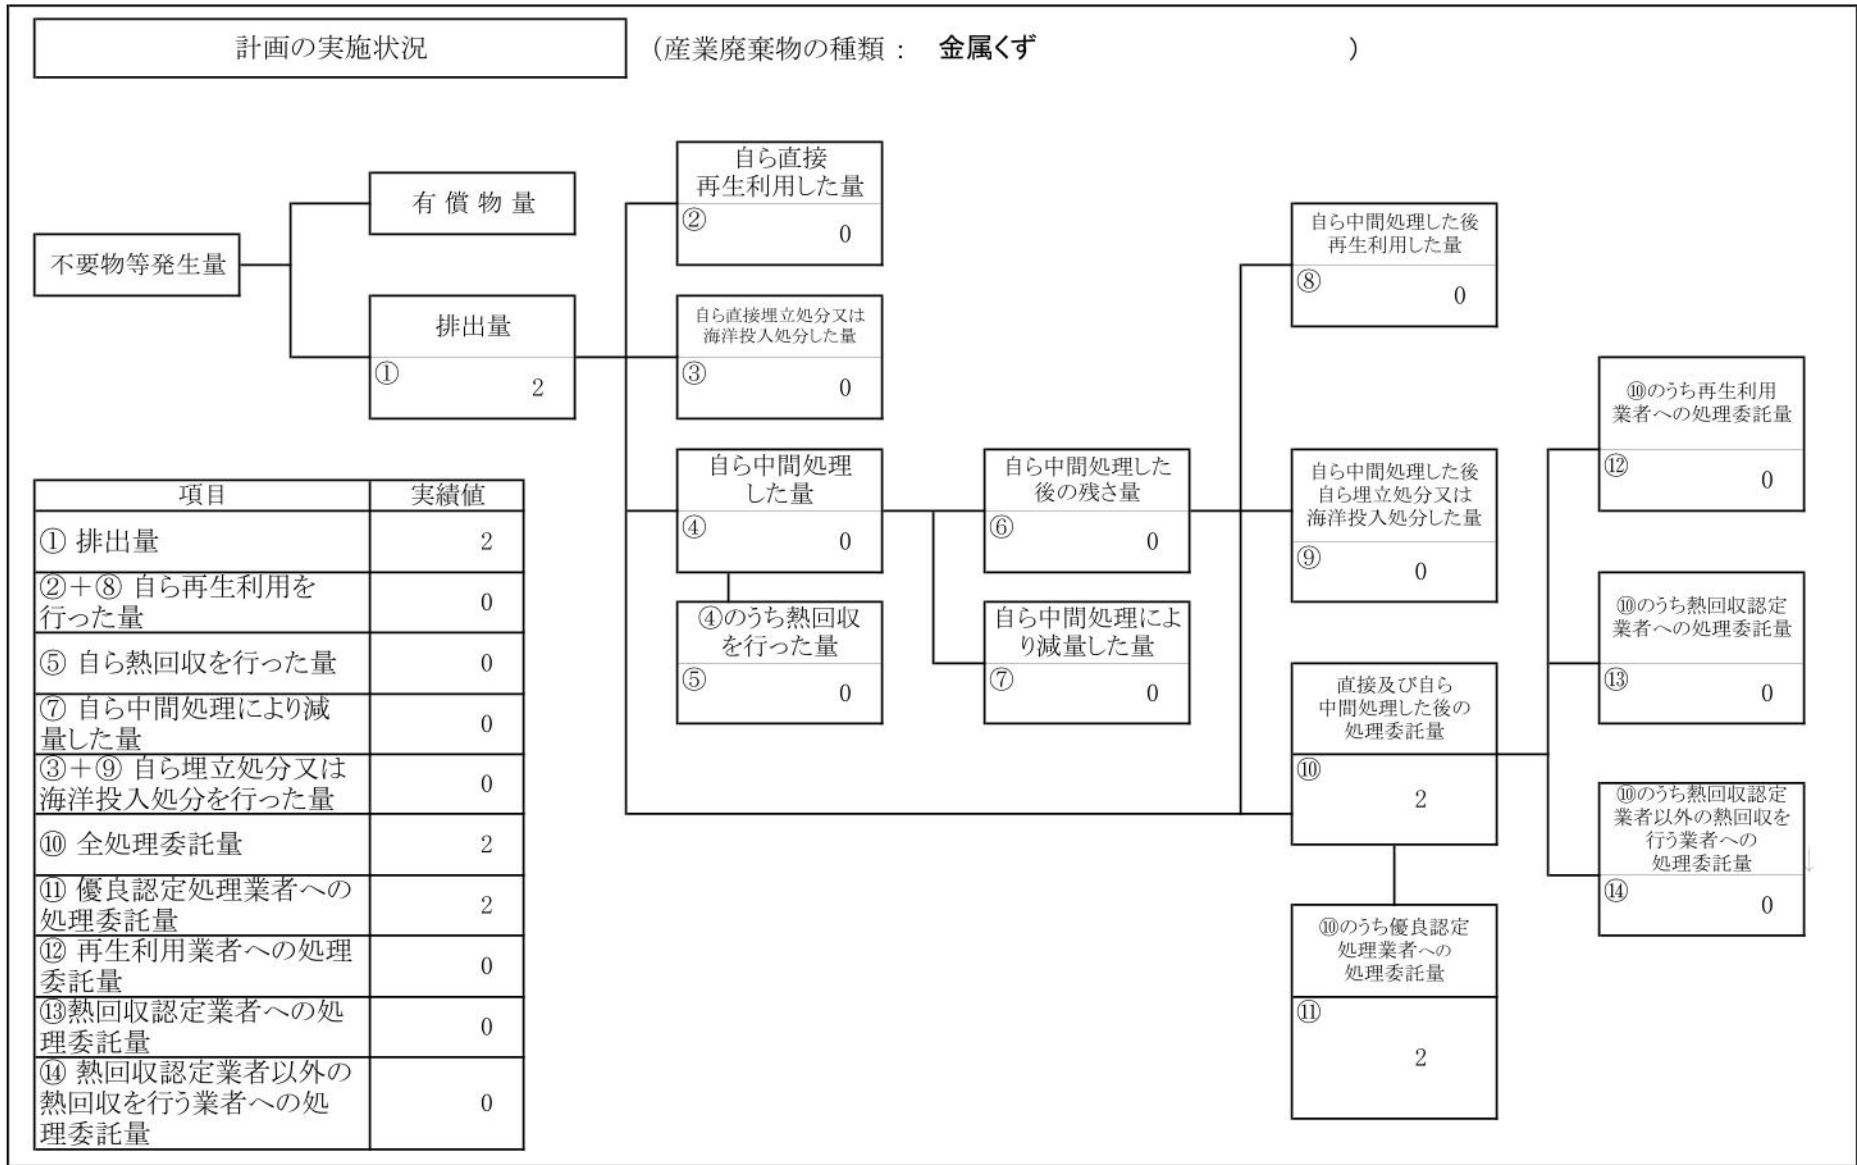 計画の実施状況
（産業廃棄物の種類： 金属くず ）
不要物等発生量
有償物量
排出量
① 2
自ら直接
再生利用した量
② 0
自ら直接埋立処分又は
海洋投入処分した量
③ 0
自ら中間処理
した量
④ 0
④のうち熱回収
を行った量
⑤ 0
自ら中間処理した
後の残さ量
⑥ 0
自ら中間処理によ
り減量した量
⑦ 0
自ら中間処理した後
再生利用した量
⑧ 0
自ら中間処理した後
自ら埋立処分又は
海洋投入処分した量
⑨ 0
直接及び自ら
中間処理した後の
処理委託量
⑩ 2
⑩のうち優良認定
処理業者への
処理委託量
⑪ 2
⑩のうち再生利用
業者への処理委託量
⑫ 0
⑩のうち熱回収認定
業者への処理委託量
⑬ 0
⑩のうち熱回収認定
業者以外の熱回収を
行う業者への
処理委託量
↓
⑭ 0
項目 実績値
① 排出量 2
②＋⑧ 自ら再生利用を
行った量 0
⑤ 自ら熱回収を行った量 0
⑦ 自ら中間処理により減
量した量 0
③＋⑨ 自ら埋立処分又は
海洋投入処分を行った量 0
⑩ 全処理委託量 2
⑪ 優良認定処理業者への
処理委託量 2
⑫ 再生利用業者への処理
委託量 0
⑬熱回収認定業者への処
理委託量 0
⑭ 熱回収認定業者以外の
熱回収を行う業者への処
理委託量 0